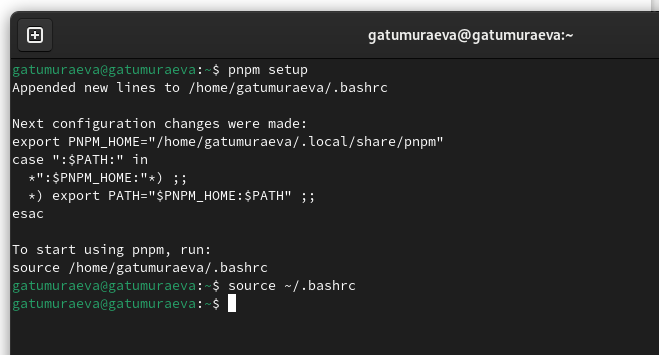 gatumuraeva@gatumuraeva:~
gatumuraeva@gatumuraeva:~$ pnpm setup
Appended new lines to /home/gatumuraeva/.bashrc

Next configuration changes were made:
export PNPM_HOME="/home/gatumuraeva/.local/share/pnpm"
case ":$PATH:" in
  *":$PNPM_HOME:"*) ;;
  *) export PATH="$PNPM_HOME:$PATH" ;;
esac

To start using pnpm, run:
source /home/gatumuraeva/.bashrc
gatumuraeva@gatumuraeva:~$ source ~/.bashrc
gatumuraeva@gatumuraeva:~$